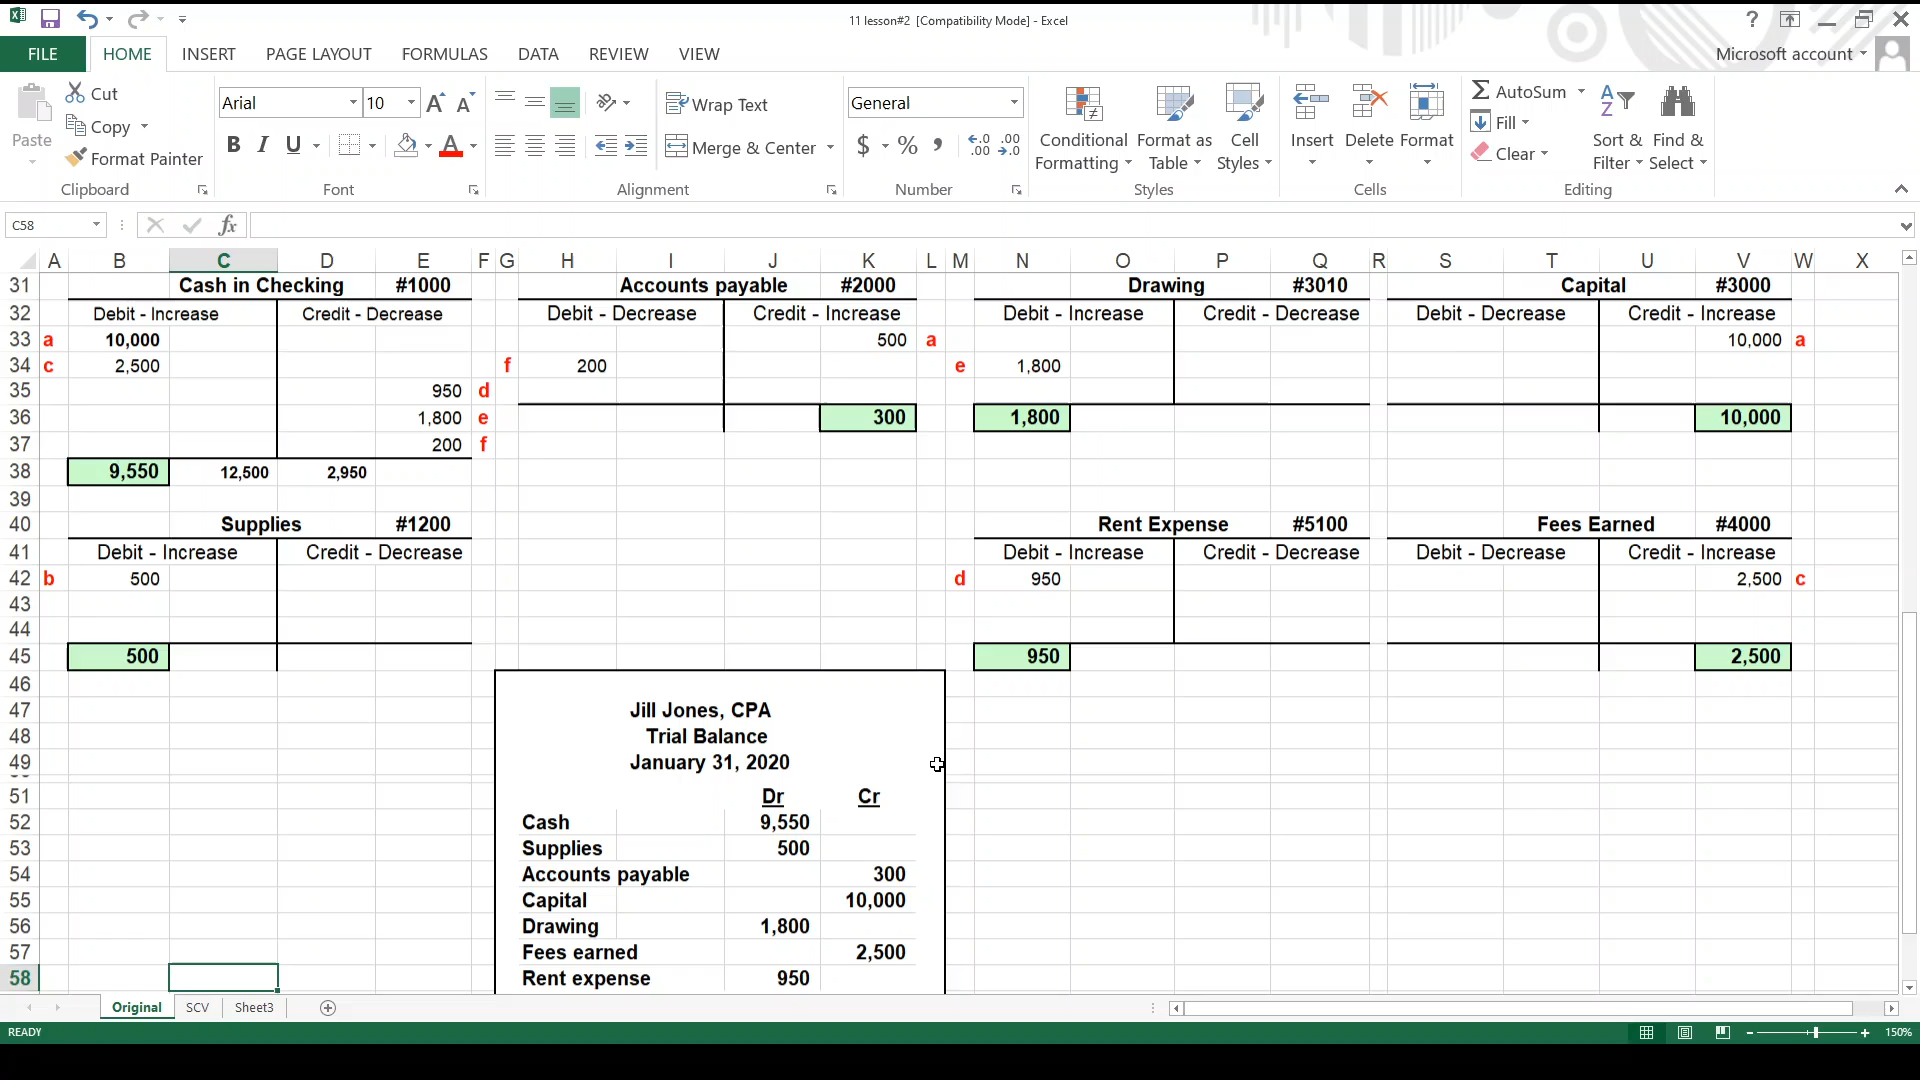 11 lesson#2 [Compatibility Mode] - Excel
?
FILE HOME INSERT PAGE LAYOUT FORMULAS DATA REVIEW VIEW Microsoft account
Paste Cut Copy Format Painter Clipboard
Arial 10 A A B I U A Font
Wrap Text Merge & Center Alignment
General $ % , .00 .00 Number
Conditional Formatting Format as Table Cell Styles Styles
Insert Delete Format Cells
AutoSum Fill Clear Sort & Filter Find & Select Editing
C58 fx
A B C D E F G H I J K L M N O P Q R S T U V W X
31 Cash in Checking #1000 Accounts payable #2000 Drawing #3010 Capital #3000
32 Debit - Increase Credit - Decrease Debit - Decrease Credit - Increase Debit - Increase Credit - Decrease Debit - Decrease Credit - Increase
33 a 10,000 500 a 10,000 a
34 c 2,500 f 200 e 1,800
35 950 d
36 1,800 e 300 1,800 10,000
37 200 f
38 9,550 12,500 2,950
39
40 Supplies #1200 Rent Expense #5100 Fees Earned #4000
41 Debit - Increase Credit - Decrease Debit - Increase Credit - Decrease Debit - Decrease Credit - Increase
42 b 500 d 950 2,500 c
43
44
45 500 950 2,500
46
47 Jill Jones, CPA
48 Trial Balance
49 January 31, 2020
51 Dr Cr
52 Cash 9,550
53 Supplies 500
54 Accounts payable 300
55 Capital 10,000
56 Drawing 1,800
57 Fees earned 2,500
58 Rent expense 950
Original SCV Sheet3
READY 150%